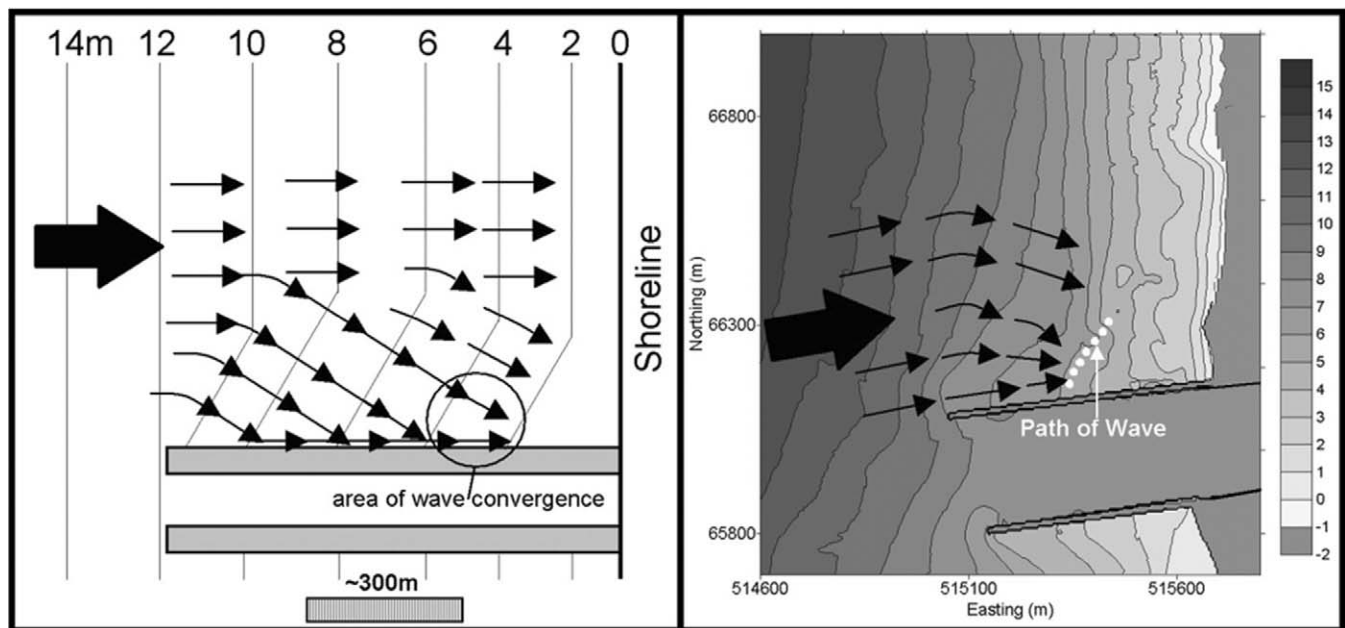 14m 12 10 8 6 4 2 0
Shoreline
area of wave convergence
~300m
66800
66300
65800
Northing (m)
514600 515100 515600
Easting (m)
Path of Wave
15
14
13
12
11
10
9
8
7
6
5
4
3
2
1
0
-1
-2